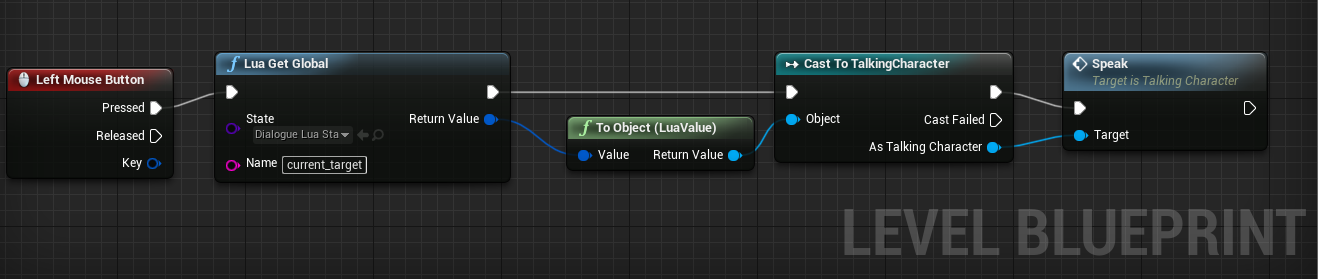 Left Mouse Button
Pressed
Released
Key
f Lua Get Global
State
Dialogue Lua Sta
Return Value
Name current_target
f To Object (LuaValue)
Value Return Value
Cast To TalkingCharacter
Object
Cast Failed
As Talking Character
Speak
Target is Talking Character
Target
LEVEL BLUEPRINT